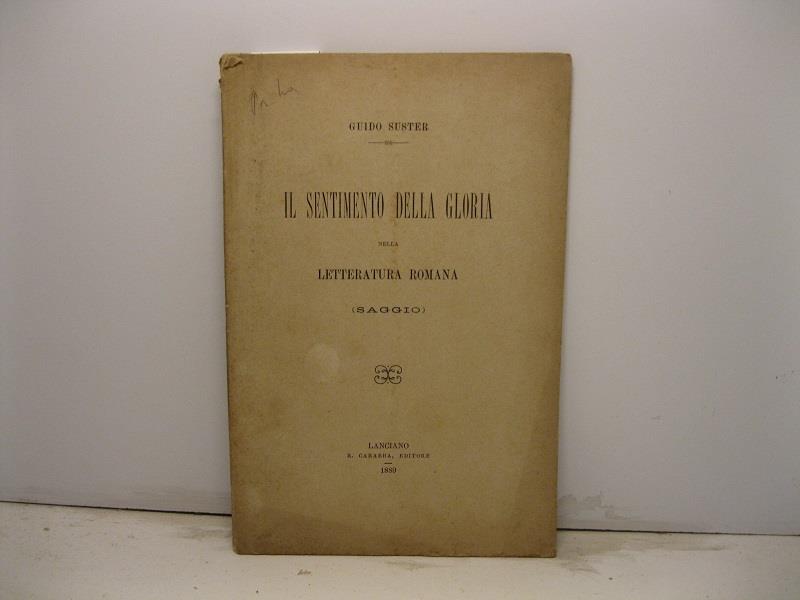 GUIDO SUSTER
IL SENTIMENTO DELLA GLORIA
NELLA
LETTERATURA ROMANA
(SAGGIO)
LANCIANO
R. CARABBA, EDITORE
1889